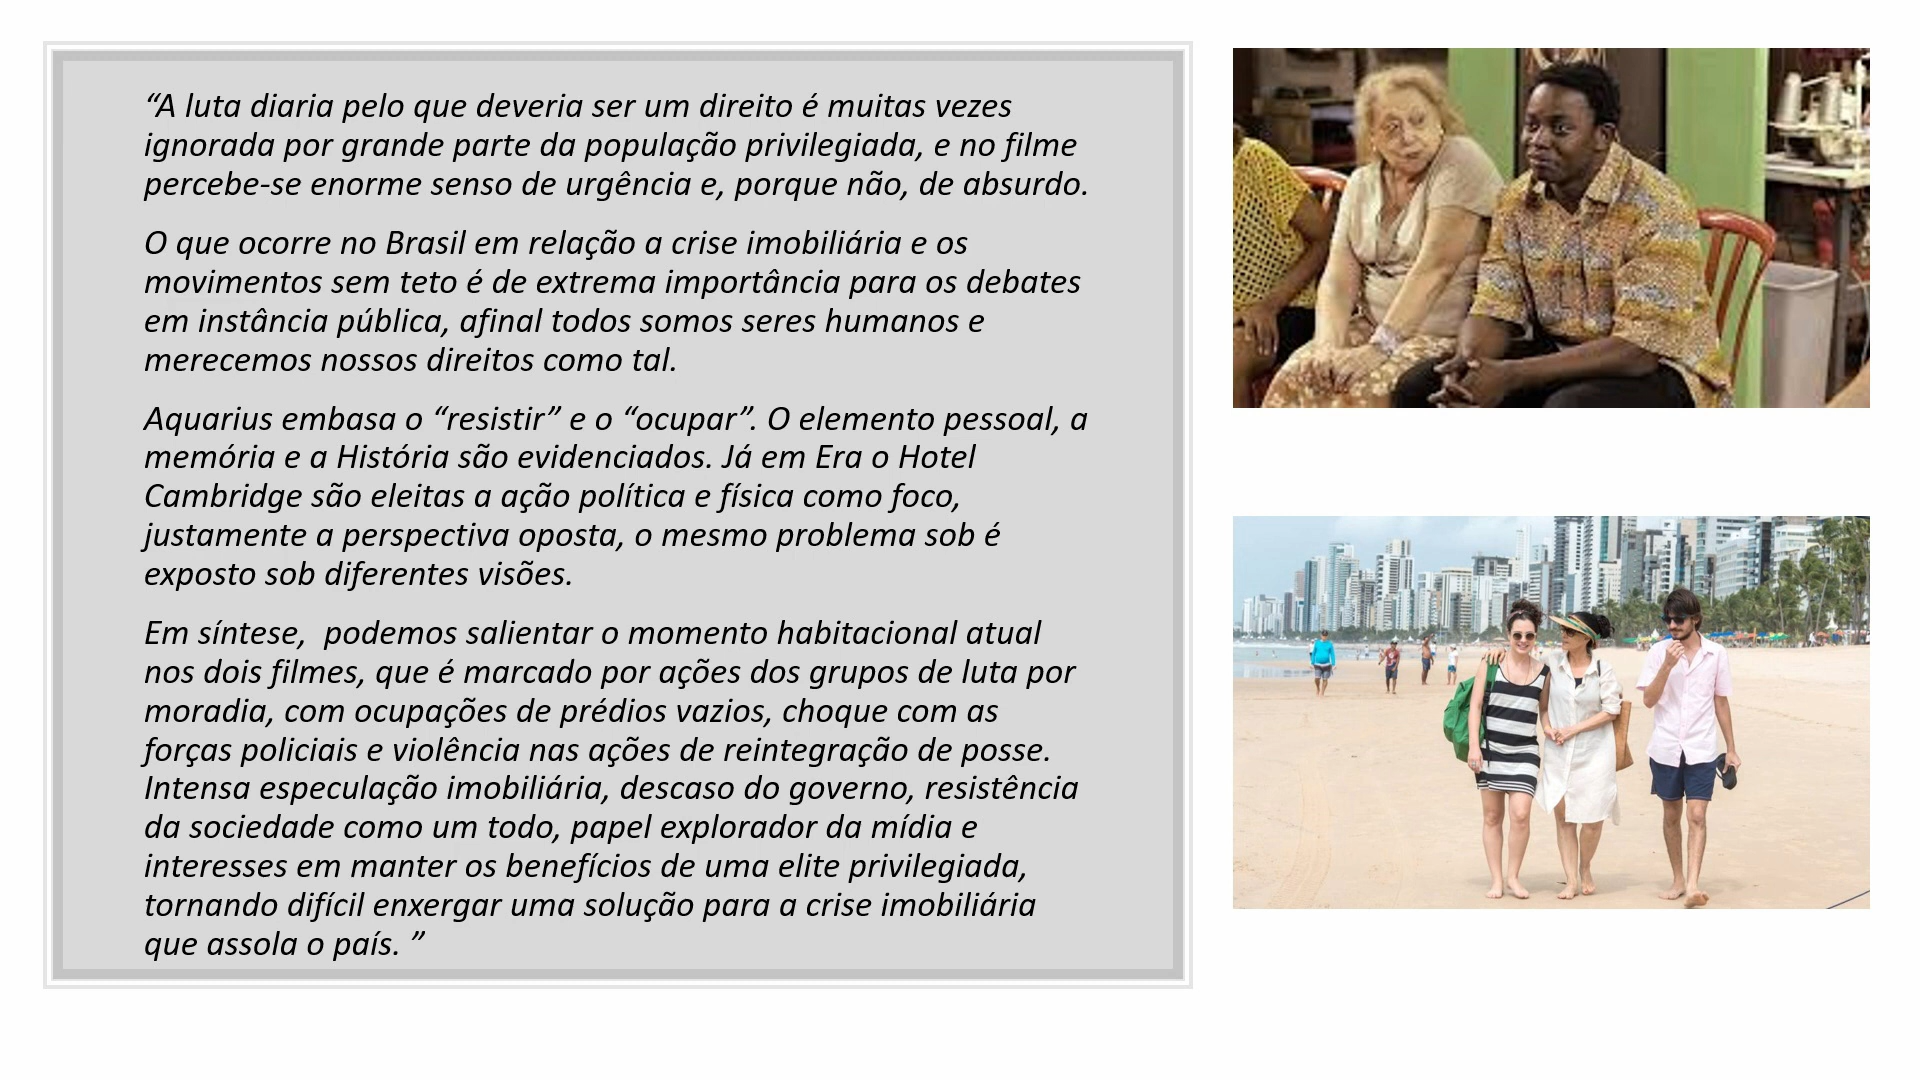 “A luta diaria pelo que deveria ser um direito é muitas vezes
ignorada por grande parte da população privilegiada, e no filme
percebe-se enorme senso de urgência e, porque não, de absurdo.
O que ocorre no Brasil em relação a crise imobiliária e os
movimentos sem teto é de extrema importância para os debates
em instância pública, afinal todos somos seres humanos e
merecemos nossos direitos como tal.
Aquarius embasa o “resistir” e o “ocupar”. O elemento pessoal, a
memória e a História são evidenciados. Já em Era o Hotel
Cambridge são eleitas a ação política e física como foco,
justamente a perspectiva oposta, o mesmo problema sob é
exposto sob diferentes visões.
Em síntese,  podemos salientar o momento habitacional atual
nos dois filmes, que é marcado por ações dos grupos de luta por
moradia, com ocupações de prédios vazios, choque com as
forças policiais e violência nas ações de reintegração de posse.
Intensa especulação imobiliária, descaso do governo, resistência
da sociedade como um todo, papel explorador da mídia e
interesses em manter os benefícios de uma elite privilegiada,
tornando difícil enxergar uma solução para a crise imobiliária
que assola o país. ”